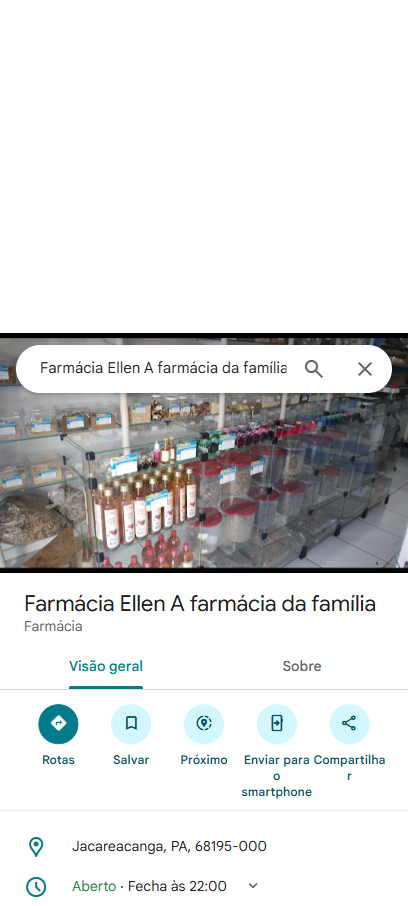 Farmácia Ellen A farmácia da família
Farmácia Ellen A farmácia da família
Farmácia
Visão geral
Sobre
Rotas
Salvar
Próximo
Enviar para
o
smartphone
Compartilha
r
Jacareacanga, PA, 68195-000
Aberto · Fecha às 22:00